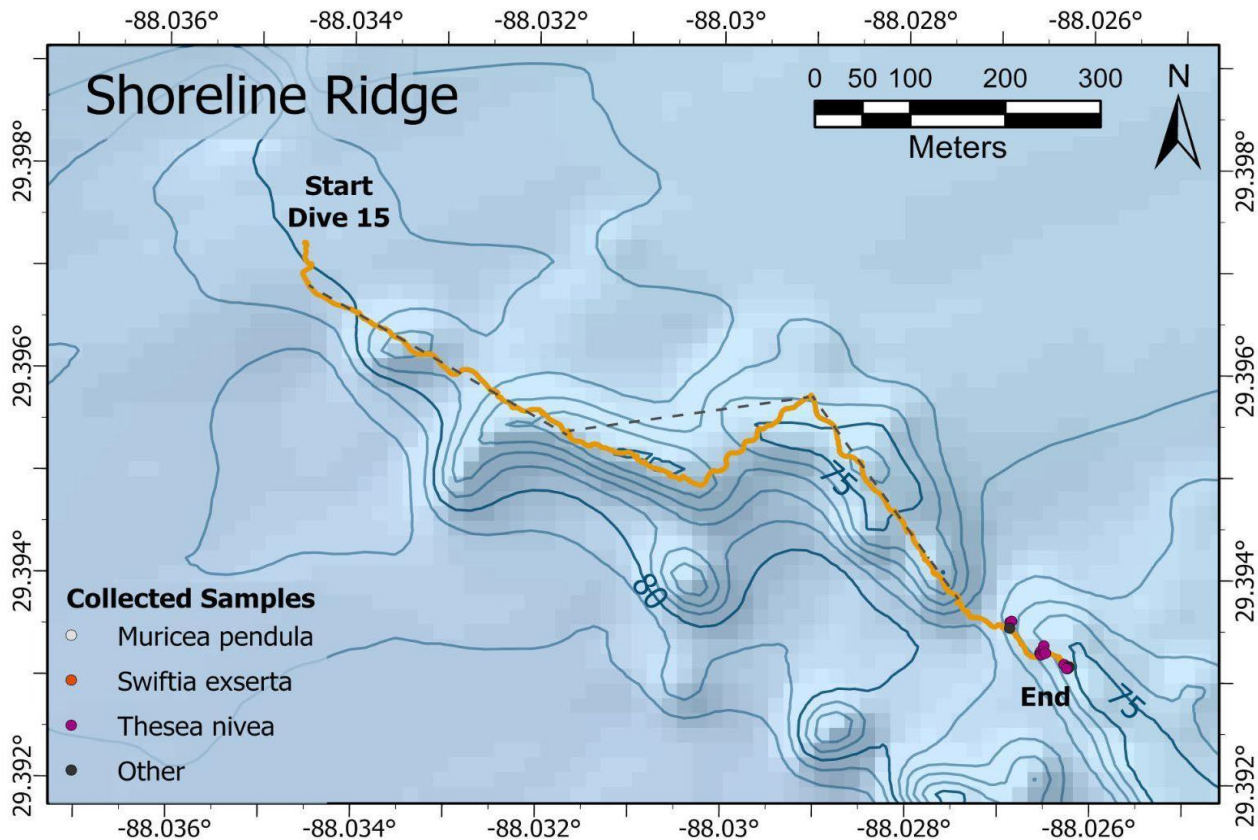 -88.036° -88.034° -88.032° -88.03° -88.028° -88.026°
Shoreline Ridge
0 50 100 200 300
Meters
N
29.398° 29.398°
Start
Dive 15
29.396° 29.396°
75
29.394° 29.394°
80
Collected Samples
Muricea pendula
Swiftia exserta
Thesea nivea
Other
End
75
29.392° 29.392°
-88.036° -88.034° -88.032° -88.03° -88.028° -88.026°